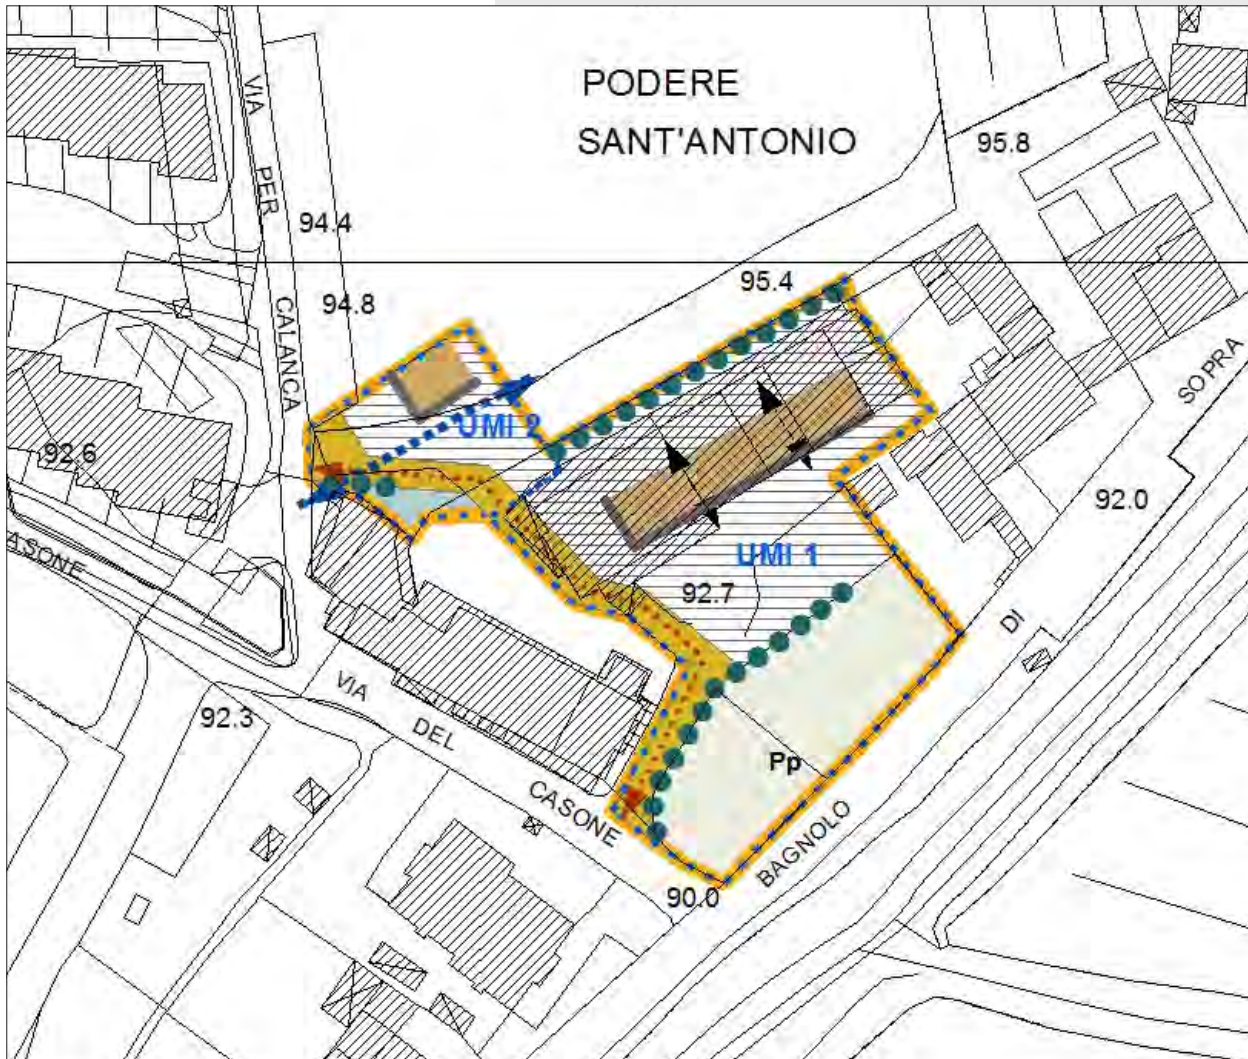 PODERE
SANT'ANTONIO
VIA PER CALANCA
95.8
94.4
95.4
94.8
UMI 2
SOPRA
92.6
92.0
ASONE
UMI 1
92.7
DI
VIA DEL CASONE
92.3
Pp
BAGNOLO
90.0